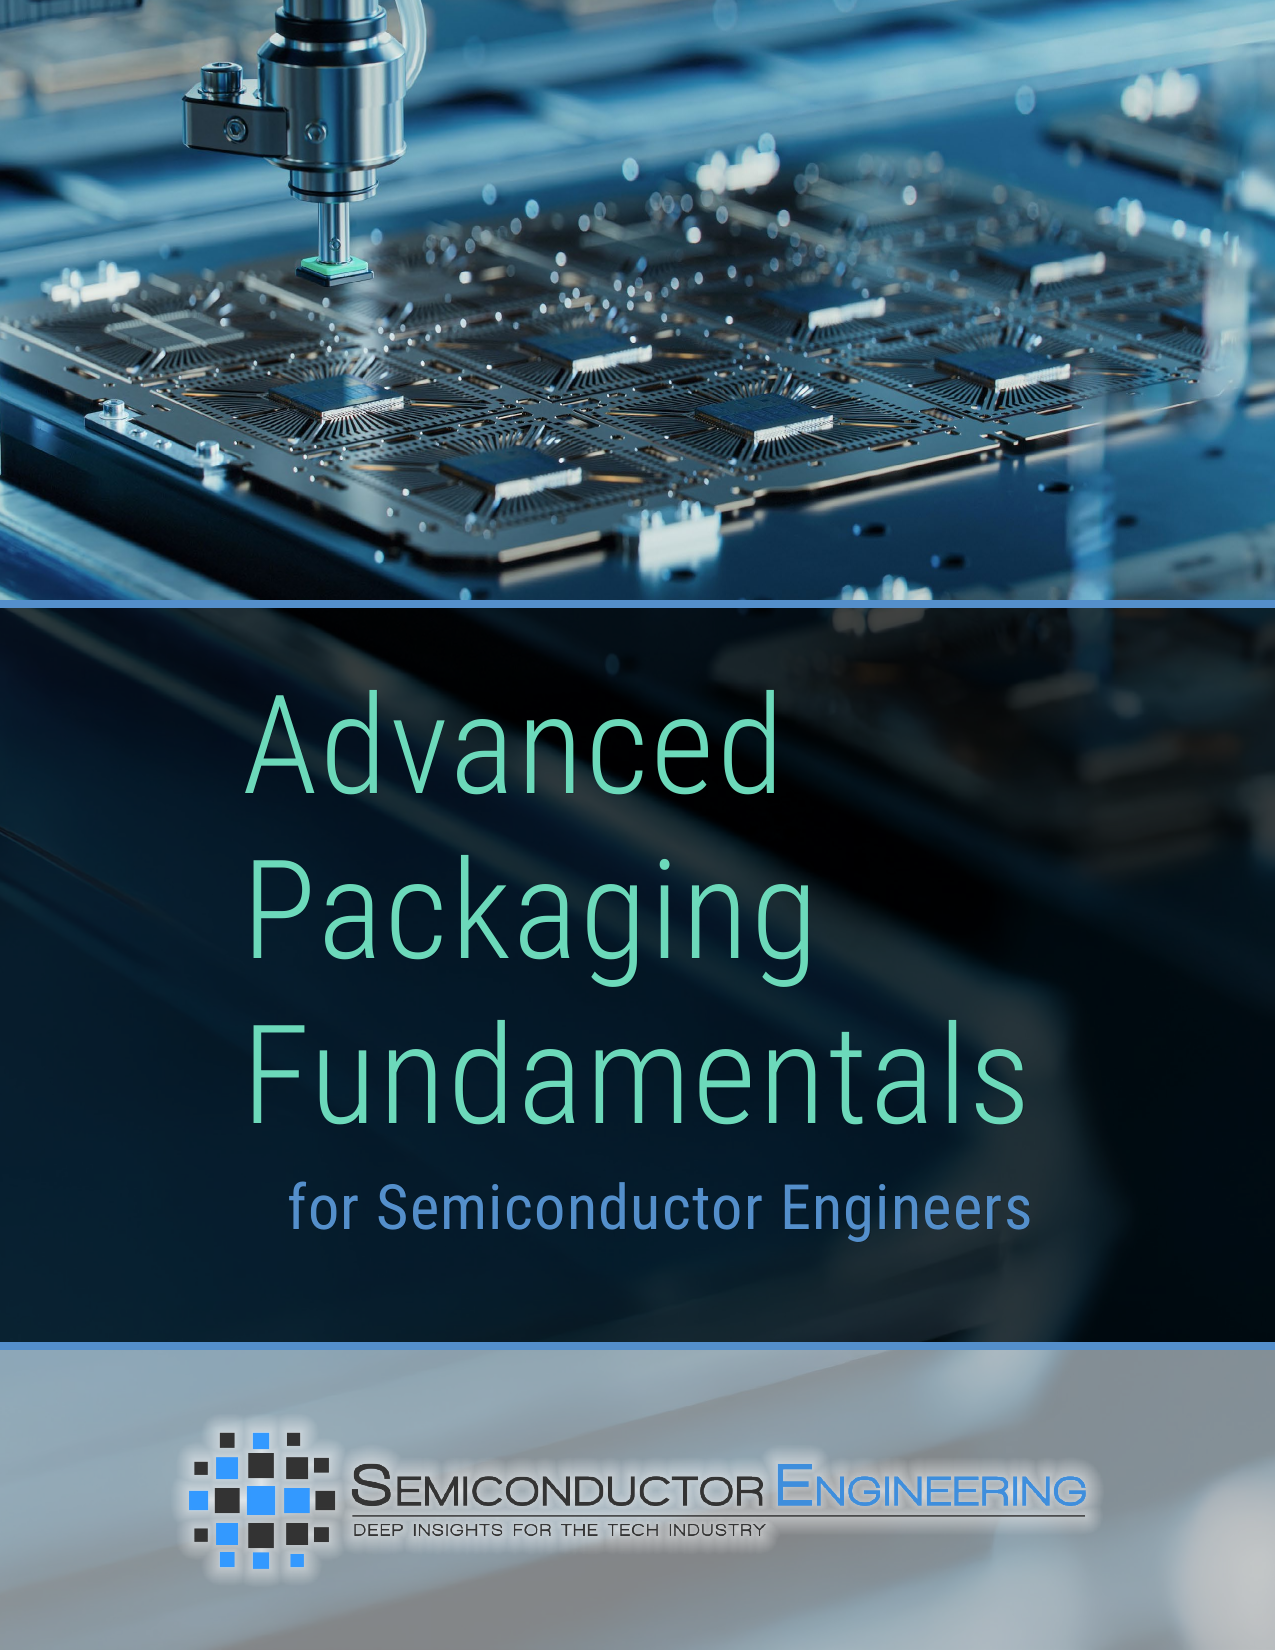 Advanced
Packaging
Fundamentals
for Semiconductor Engineers
SEMICONDUCTOR ENGINEERING
DEEP INSIGHTS FOR THE TECH INDUSTRY